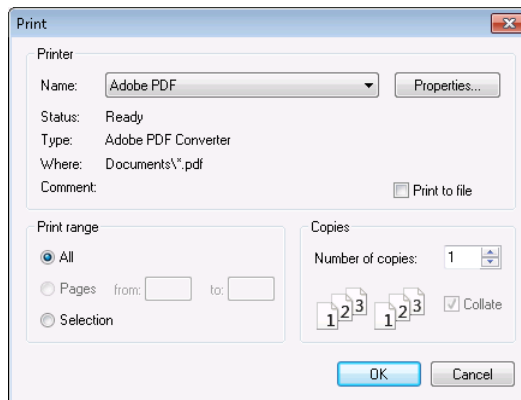 Print
Printer
Name: Adobe PDF Properties...
Status: Ready
Type: Adobe PDF Converter
Where: Documents\*.pdf
Comment: Print to file
Print range
All
Pages from: to:
Selection
Copies
Number of copies: 1
1 2 3 1 2 3 Collate
OK Cancel